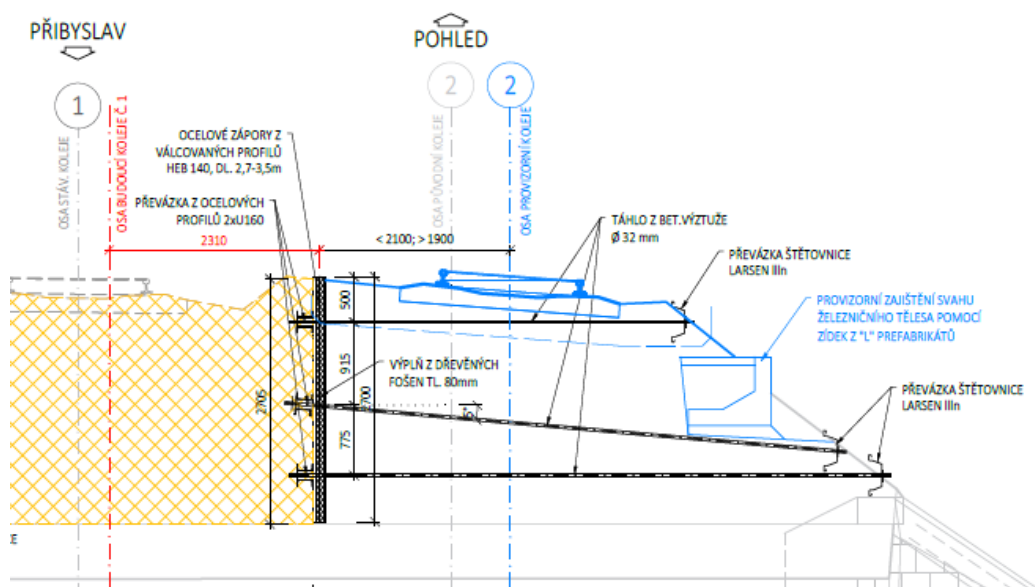 PŘIBYSLAV
POHLED
1
2
2
OSA STÁV. KOLEJE
OSA BUDOUCÍ KOLEJE Č. 1
OSA PŮVODNÍ KOLEJE
OSA PROVIZORNÍ KOLEJE
OCELOVÉ ZÁPORY Z
VÁLCOVANÝCH PROFILŮ
HEB 140, DL. 2,7-3,5m
PŘEVÁZKA Z OCELOVÝCH
PROFILŮ 2xU160
2310
< 2100; > 1900
TÁHLO Z BET.VÝZTUŽE
Ø 32 mm
PŘEVÁZKA ŠTĚTOVNICE
LARSEN IIIn
PROVIZORNÍ ZAJIŠTĚNÍ SVAHU
ŽELEZNIČNÍHO TĚLESA POMOCÍ
ZÍDEK Z "L" PREFABRIKÁTŮ
500
915
VÝPLŇ Z DŘEVĚNÝCH
FOŠEN TL. 80mm
2705
2700
775
5°
PŘEVÁZKA ŠTĚTOVNICE
LARSEN IIIn